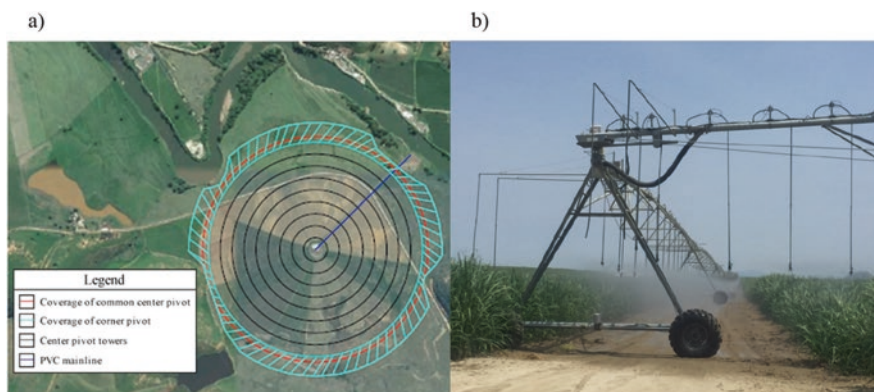 a)
b)
Legend
Coverage of common center pivot
Coverage of corner pivot
Center pivot towers
PVC mainline